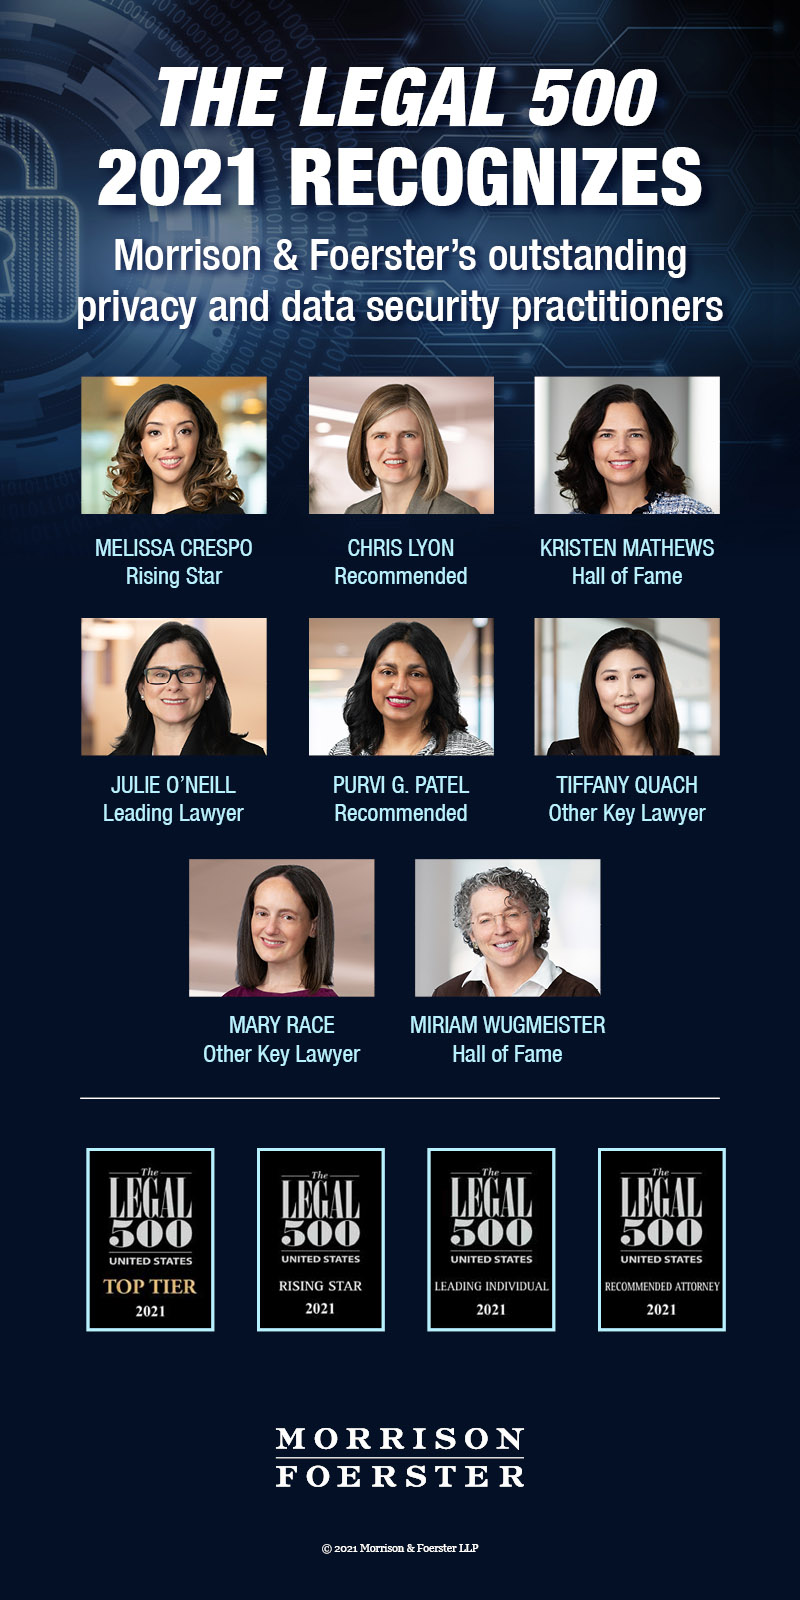 THE LEGAL 500
2021 RECOGNIZES
Morrison & Foerster’s outstanding
privacy and data security practitioners
MELISSA CRESPO
Rising Star
CHRIS LYON
Recommended
KRISTEN MATHEWS
Hall of Fame
JULIE O’NEILL
Leading Lawyer
PURVI G. PATEL
Recommended
TIFFANY QUACH
Other Key Lawyer
MARY RACE
Other Key Lawyer
MIRIAM WUGMEISTER
Hall of Fame
The
LEGAL
500
UNITED STATES
TOP TIER
2021
The
LEGAL
500
UNITED STATES
RISING STAR
2021
The
LEGAL
500
UNITED STATES
LEADING INDIVIDUAL
2021
The
LEGAL
500
UNITED STATES
RECOMMENDED ATTORNEY
2021
MORRISON
FOERSTER
© 2021 Morrison & Foerster LLP